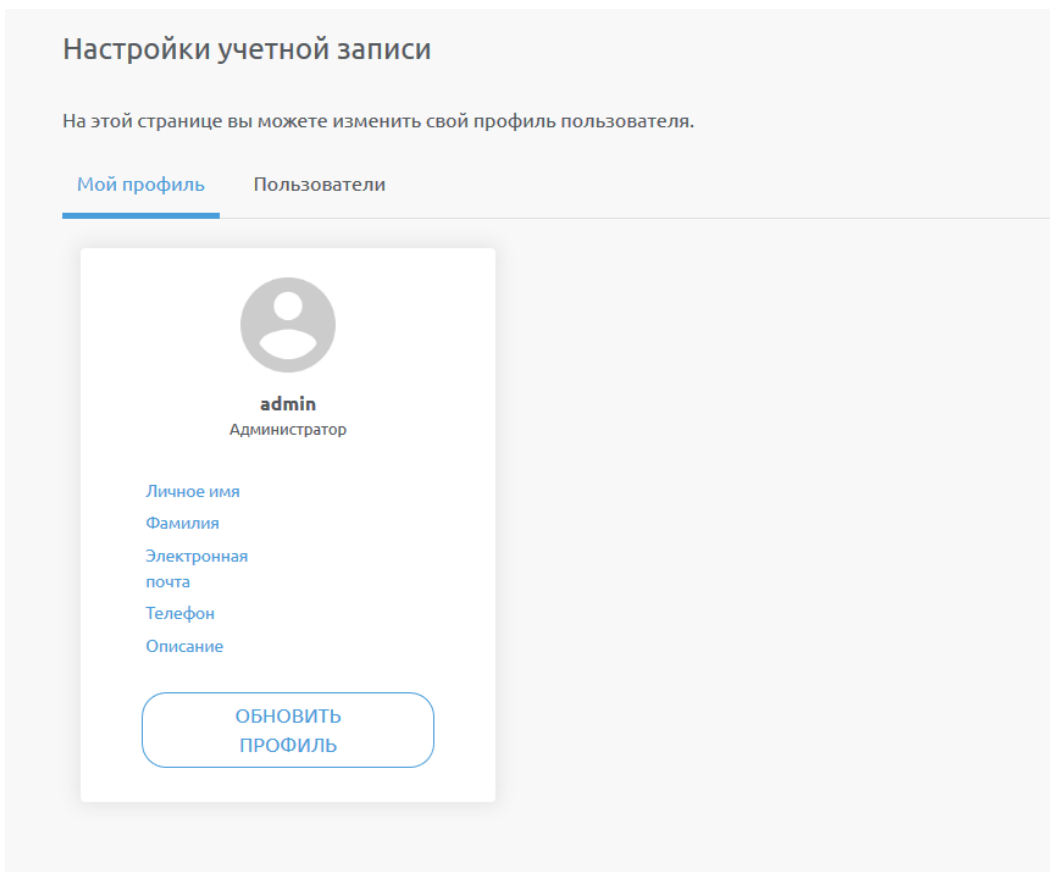 Настройки учетной записи
На этой странице вы можете изменить свой профиль пользователя.
Мой профиль Пользователи
admin
Администратор
Личное имя
Фамилия
Электронная
почта
Телефон
Описание
ОБНОВИТЬ
ПРОФИЛЬ